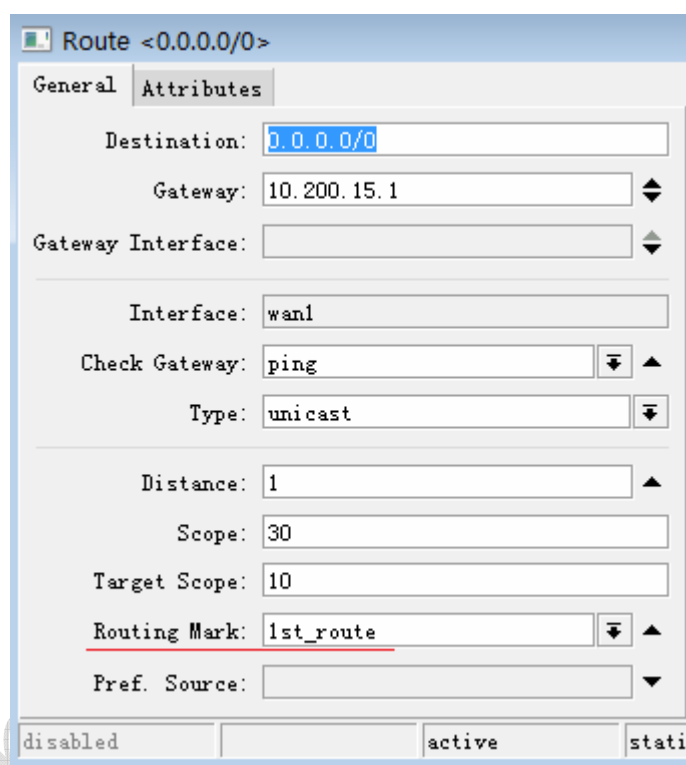 Route <0.0.0.0/0>
General Attributes
Destination: 0.0.0.0/0
Gateway: 10.200.15.1
Gateway Interface:
Interface: wan1
Check Gateway: ping
Type: unicast
Distance: 1
Scope: 30
Target Scope: 10
Routing Mark: 1st_route
Pref. Source:
disabled active stati